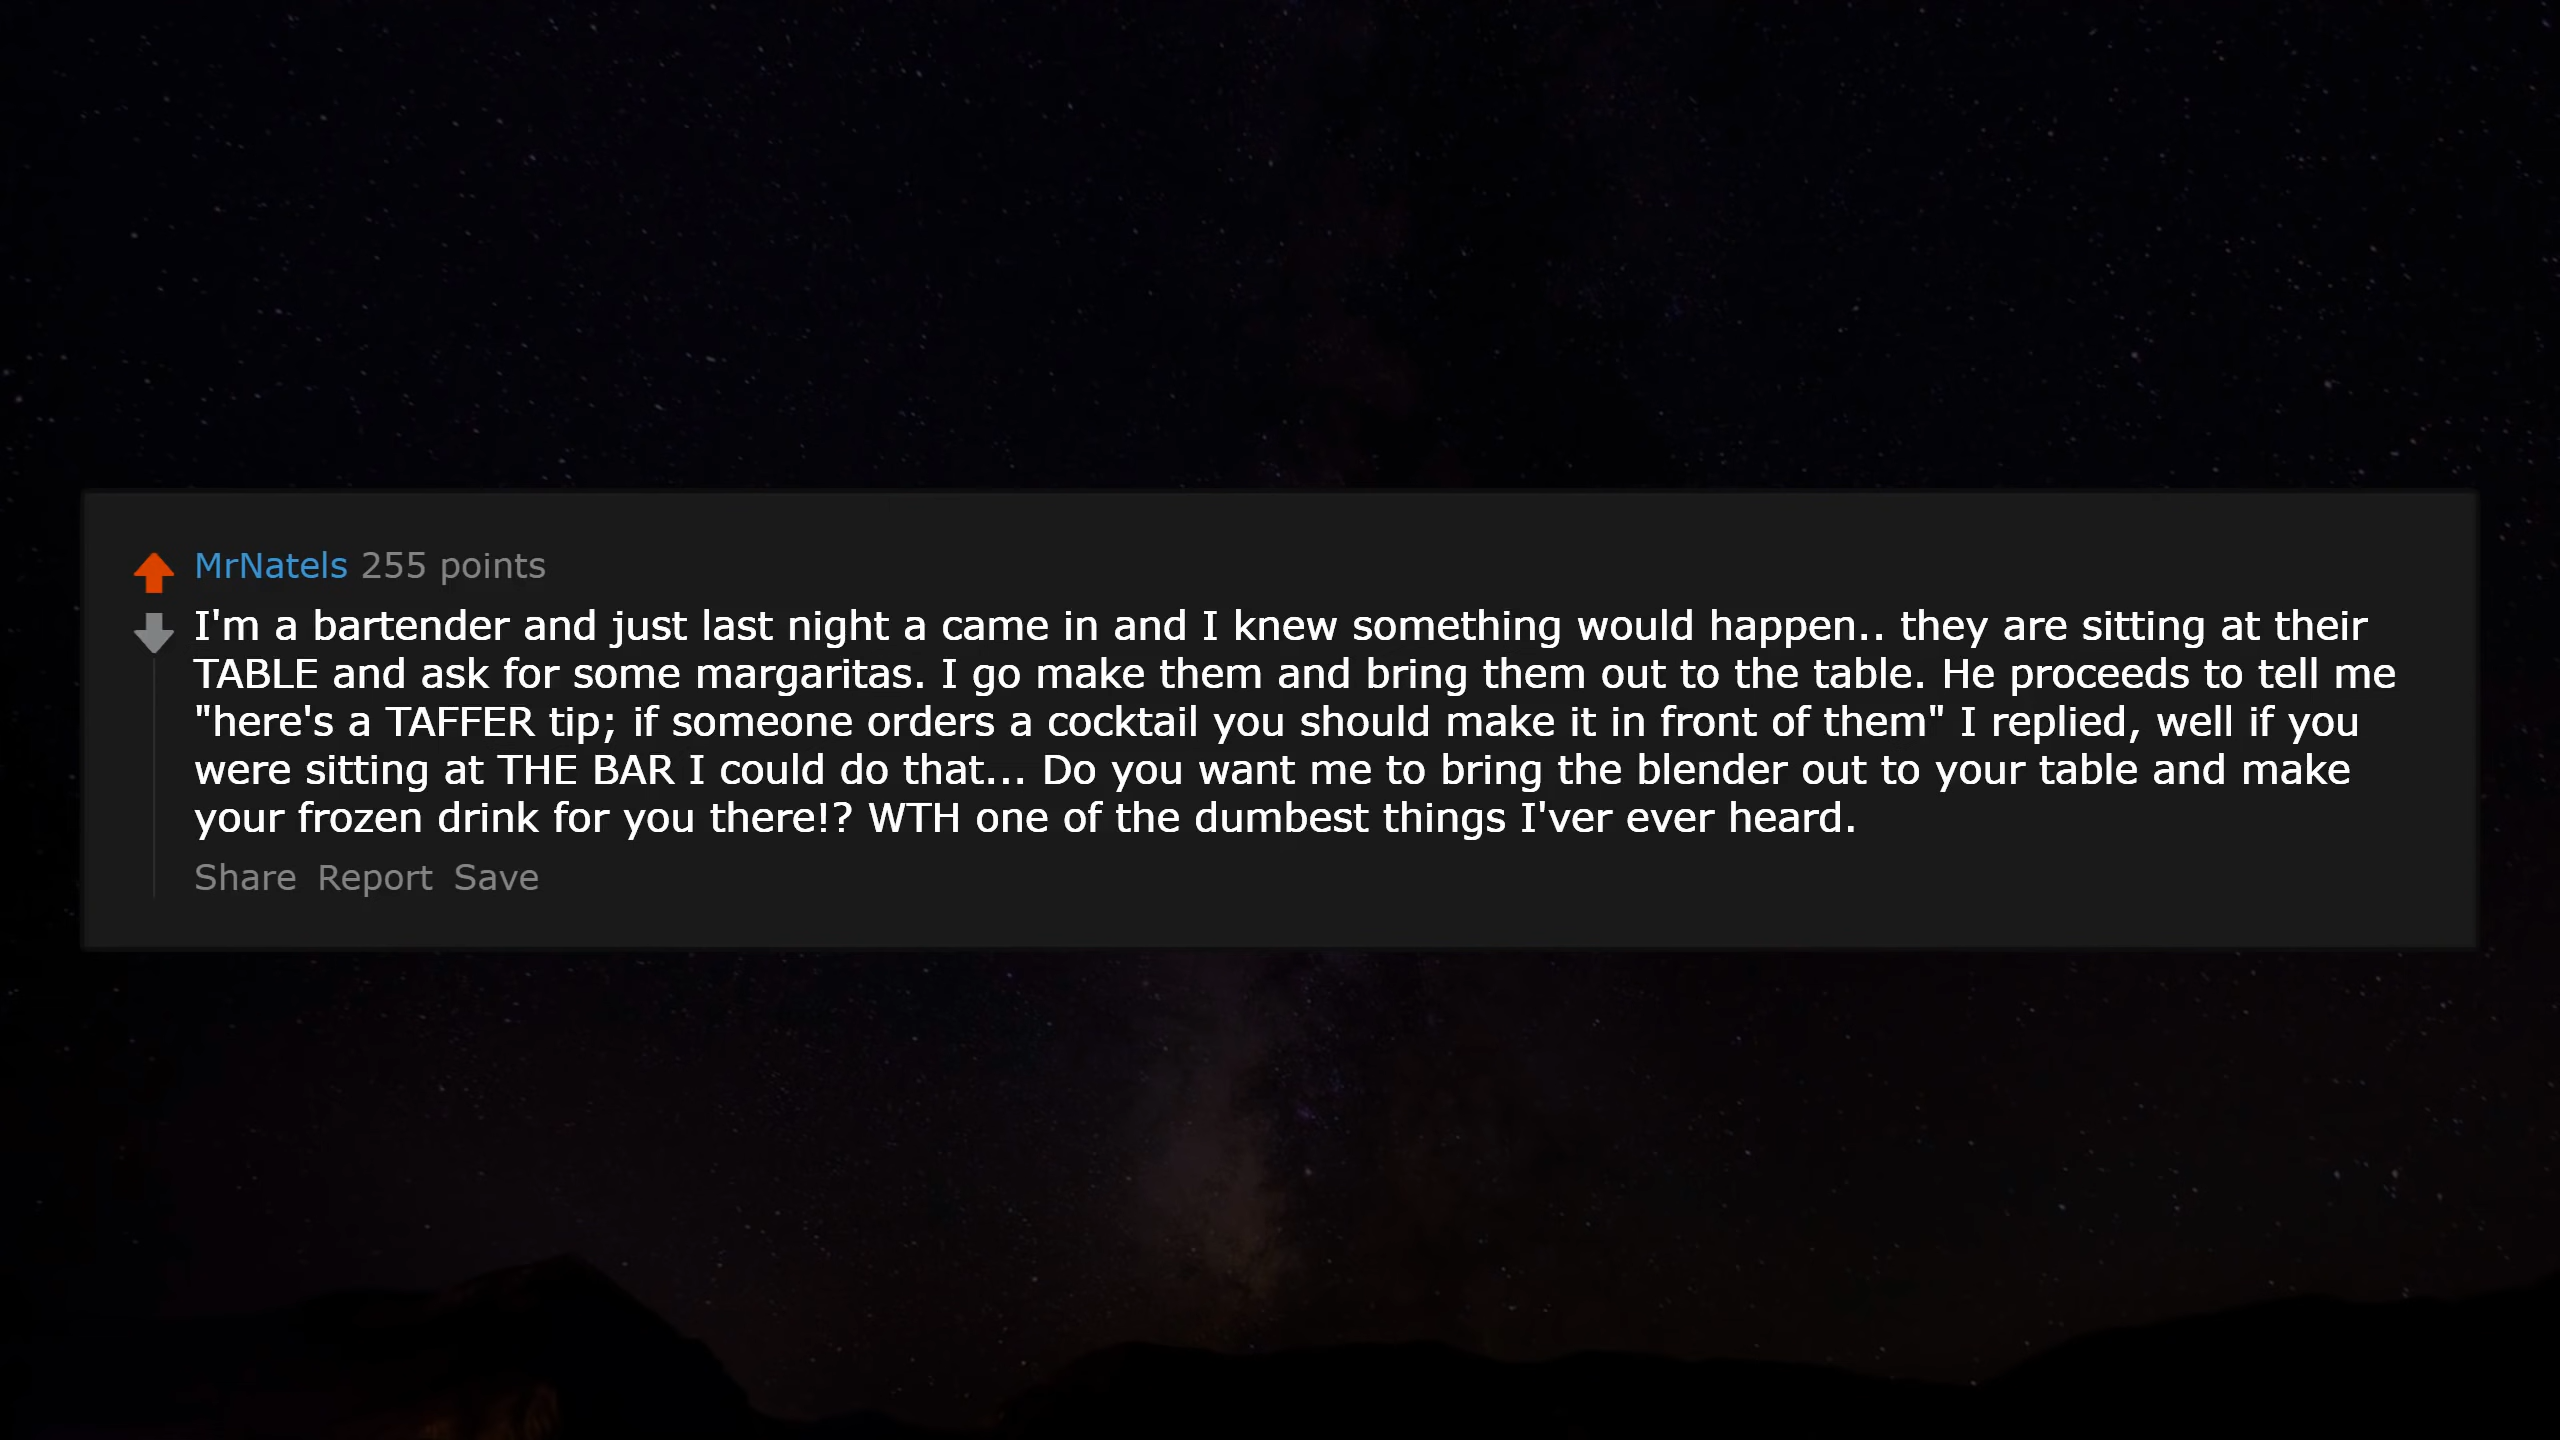 MrNatels 255 points
I'm a bartender and just last night a came in and I knew something would happen.. they are sitting at their
TABLE and ask for some margaritas. I go make them and bring them out to the table. He proceeds to tell me
"here's a TAFFER tip; if someone orders a cocktail you should make it in front of them" I replied, well if you
were sitting at THE BAR I could do that... Do you want me to bring the blender out to your table and make
your frozen drink for you there!? WTH one of the dumbest things I'ver ever heard.
Share Report Save